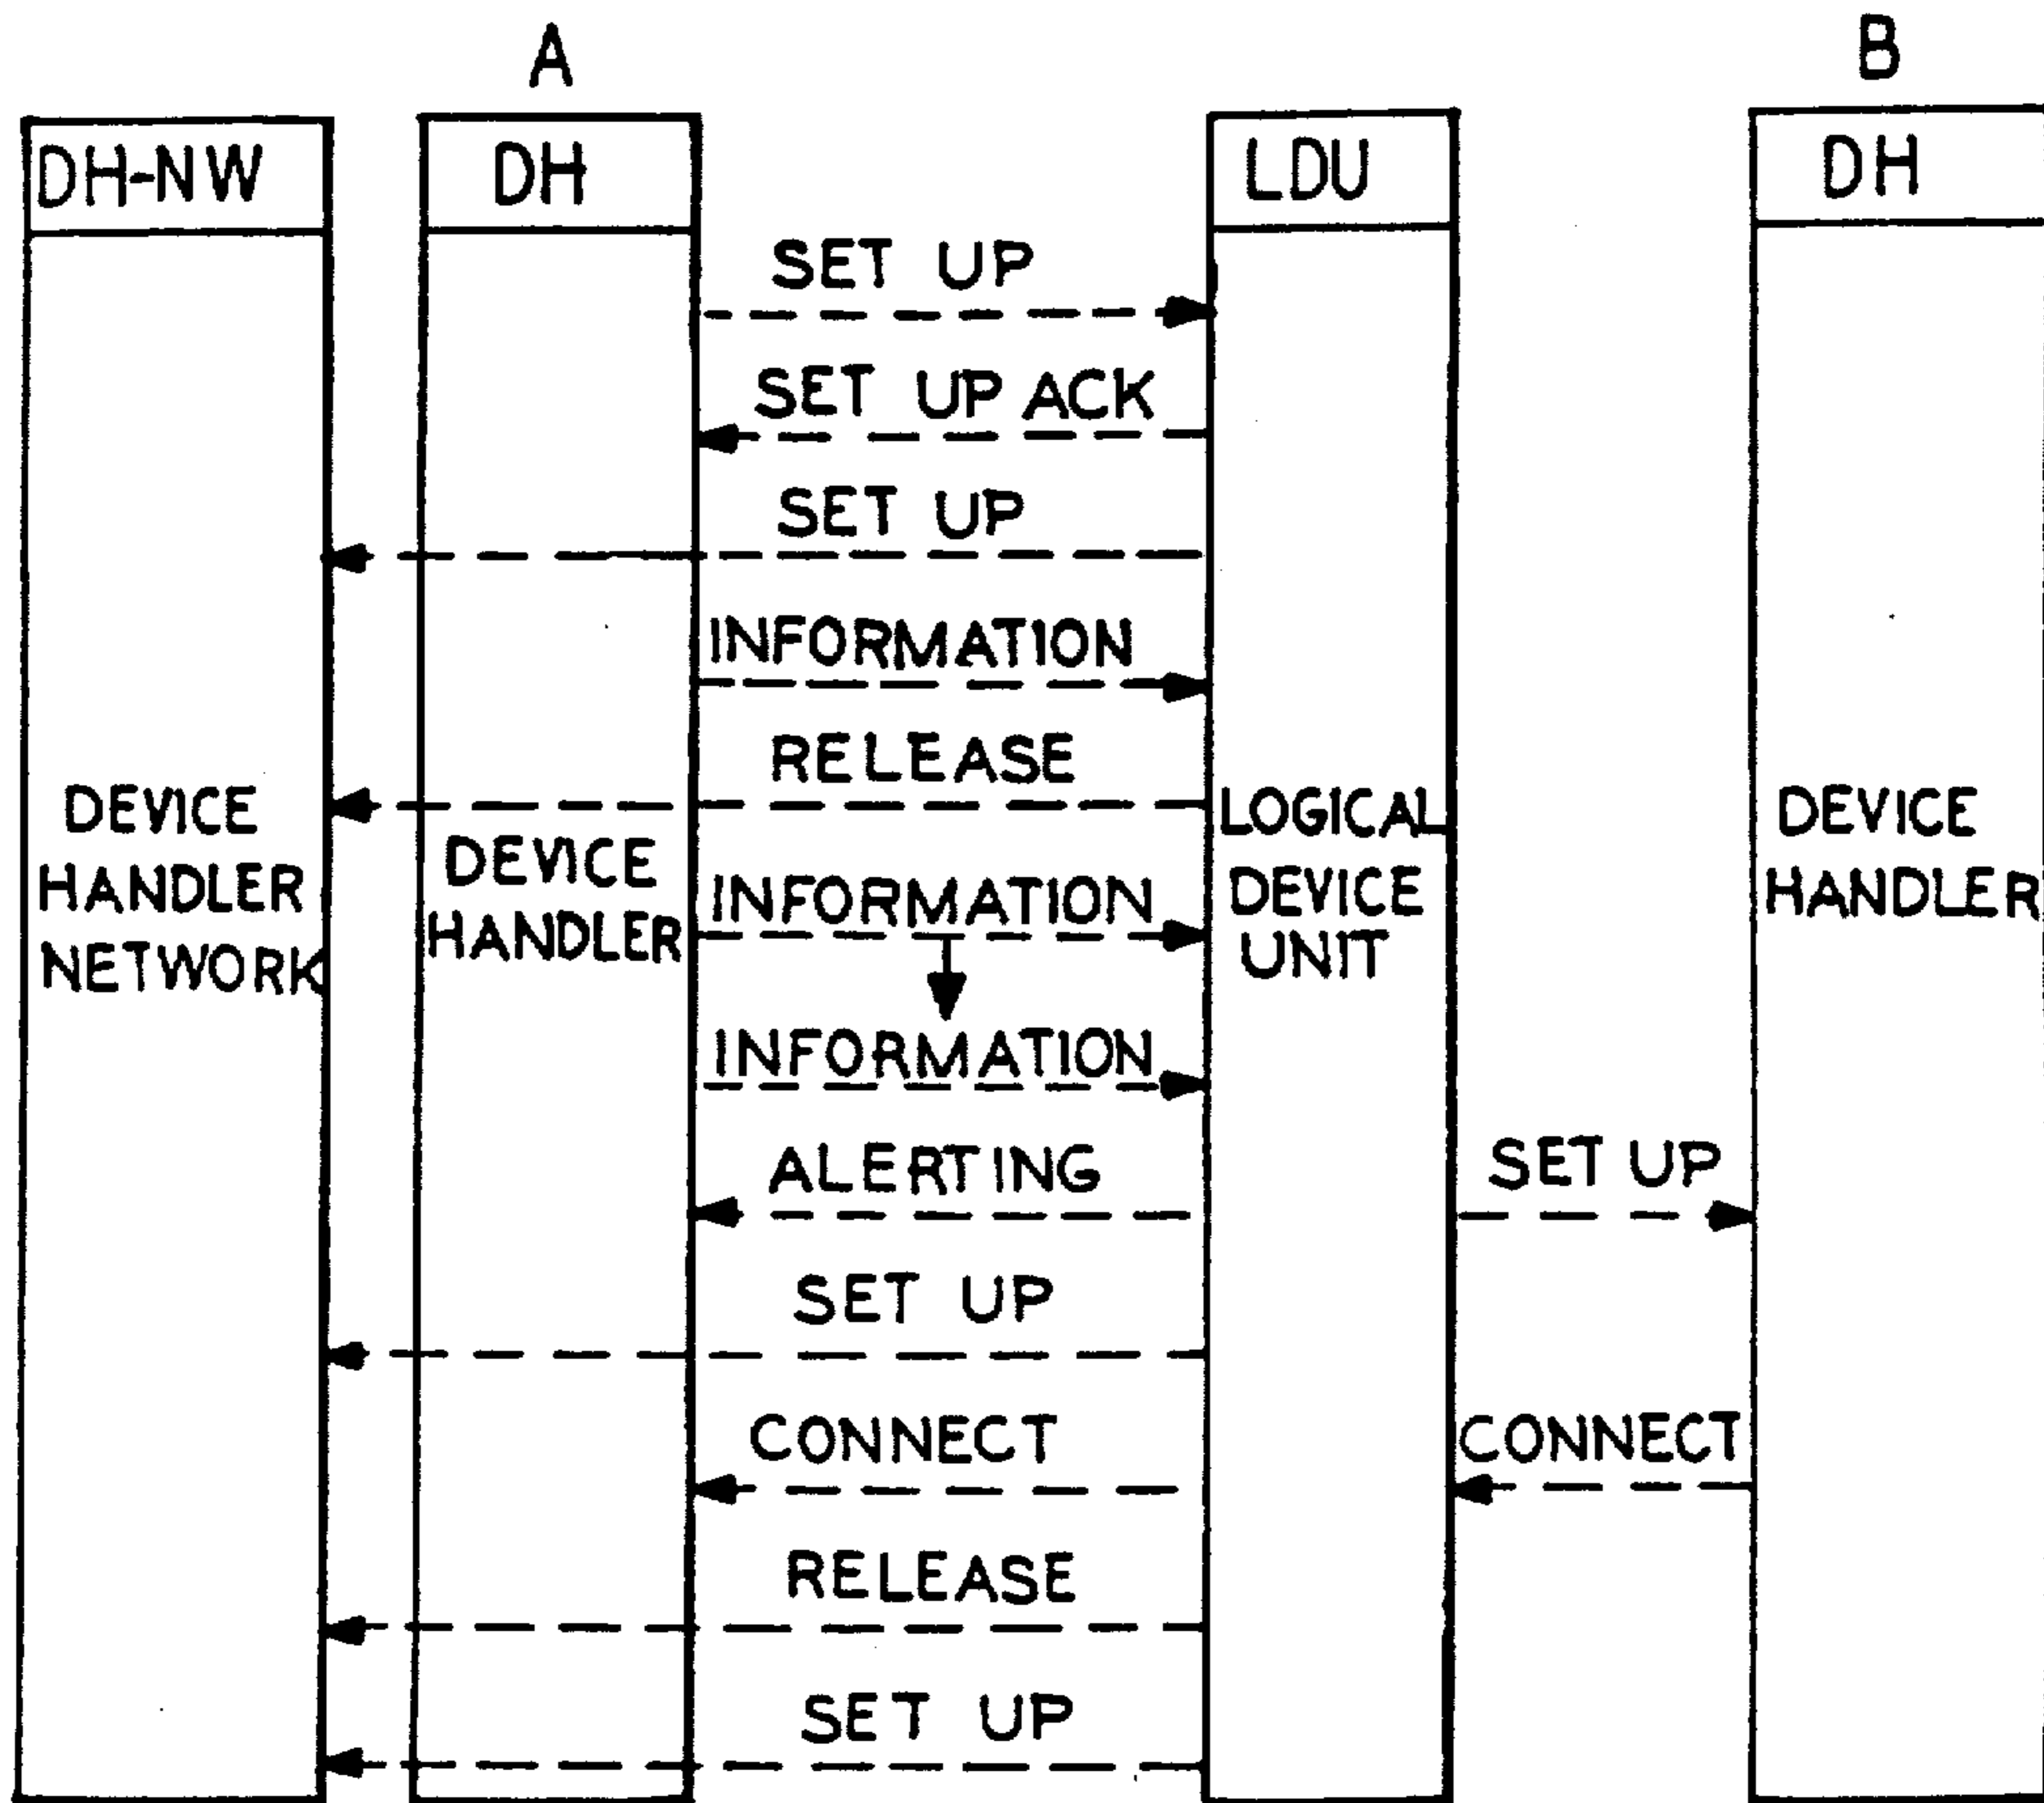 A
B
DH-NW
DH
LDU
DH
SET UP
SET UP ACK
SET UP
INFORMATION
RELEASE
DEVICE
HANDLER
NETWORK
DEVICE
HANDLER
INFORMATION
LOGICAL
DEVICE
UNIT
DEVICE
HANDLER
INFORMATION
ALERTING
SET UP
SET UP
CONNECT
CONNECT
RELEASE
SET UP